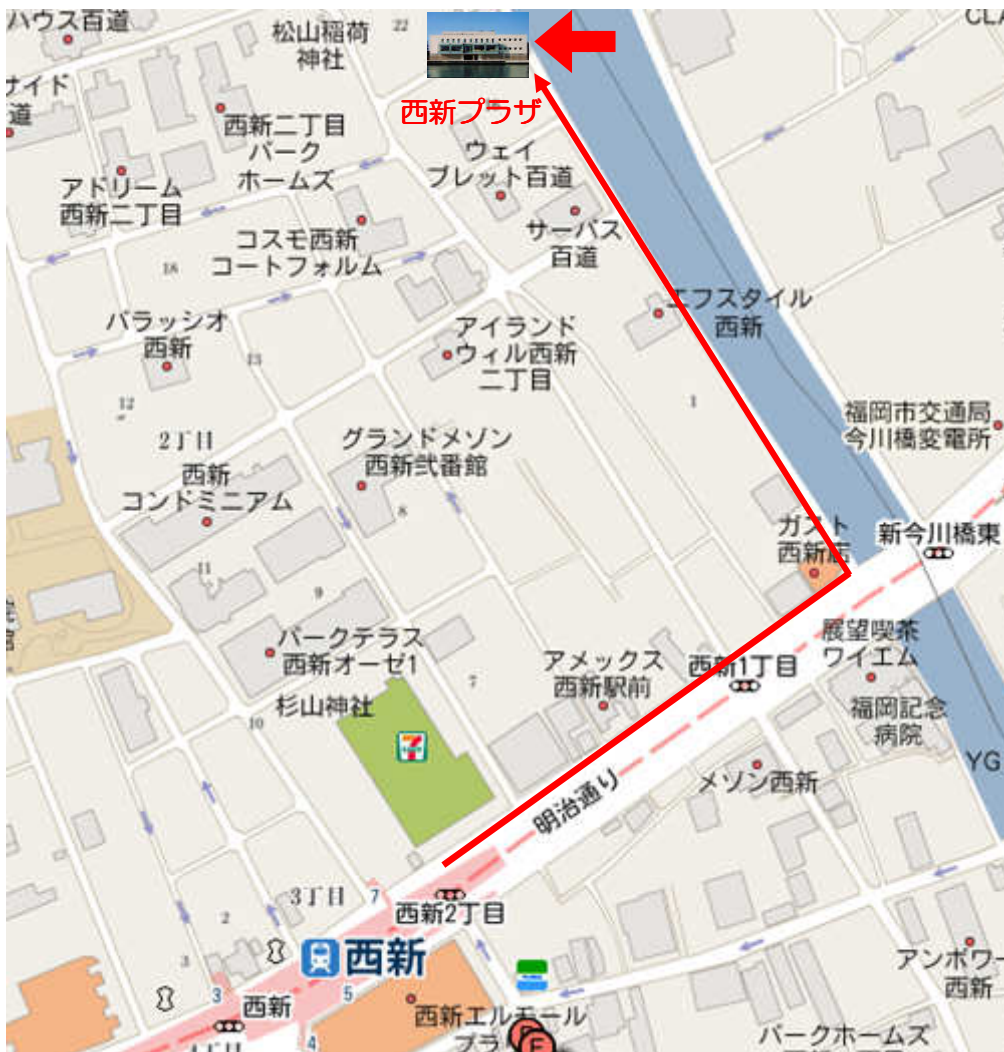 ハウス百道
松山稲荷
神社
22
西新プラザ
サイド
道
西新二丁目
パーク
ホームズ
アドリーム
西新二丁目
ウェイ
ブレット百道
コスモ西新
コートフォルム
サーパス
百道
18
パラッシオ
西新
アイランド
ウィル西新
二丁目
エフスタイル
西新
13
12
1
2丁目
西新
コンドミニアム
グランドメゾン
西新弐番館
8
福岡市交通局
今川橋変電所
ガスト
西新店
新今川橋東
11
9
パークテラス
西新オーゼ1
7
アメックス
西新駅前
西新1丁目
展望喫茶
ワイエム
杉山神社
10
福岡記念
病院
YG
メゾン西新
明治通り
3丁目
7
西新2丁目
2
3
西新
3
5
西新
4
4丁目
西新エルモール
プラ
アンポワー
西新
パークホームズ
E